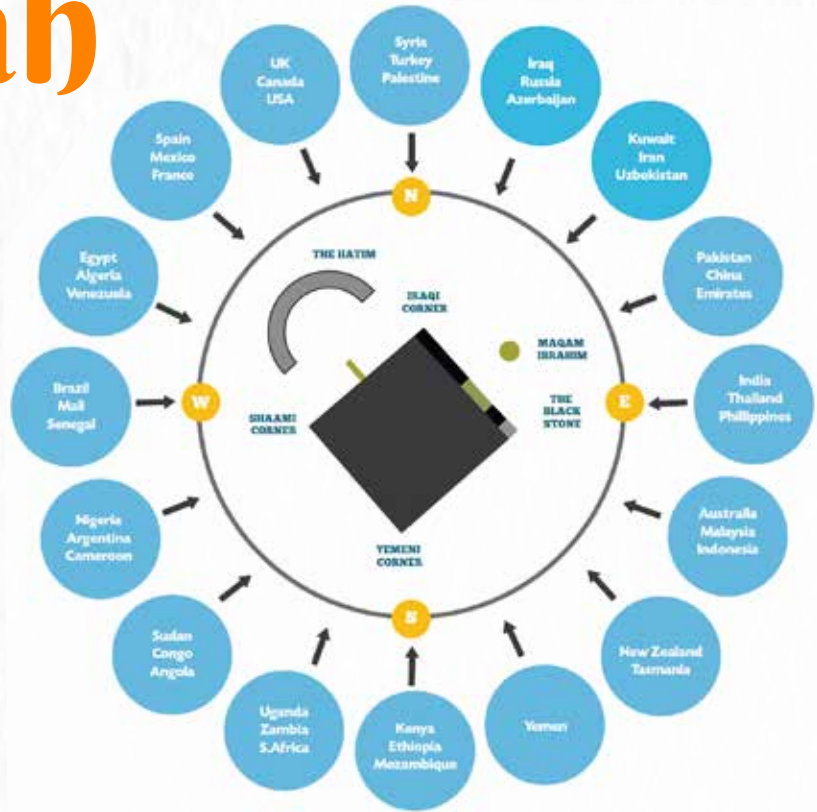 ah
Syria
Turkey
Palestine
Iraq
Russia
Azerbaijan
Kuwait
Iran
Uzbekistan
Pakistan
China
Emirates
India
Thailand
Phillippines
Australia
Malaysia
Indonesia
New Zealand
Tasmania
Yemen
Kenya
Ethiopia
Mozambique
Uganda
Zambia
S.Africa
Sudan
Congo
Angola
Nigeria
Argentina
Cameroon
Brazil
Mali
Senegal
Egypt
Algeria
Venezuela
Spain
Mexico
France
UK
Canada
USA
N
E
S
W
THE HATIM
IRAQI
CORNER
MAQAM
IBRAHIM
THE
BLACK
STONE
SHAAMI
CORNER
YEMENI
CORNER